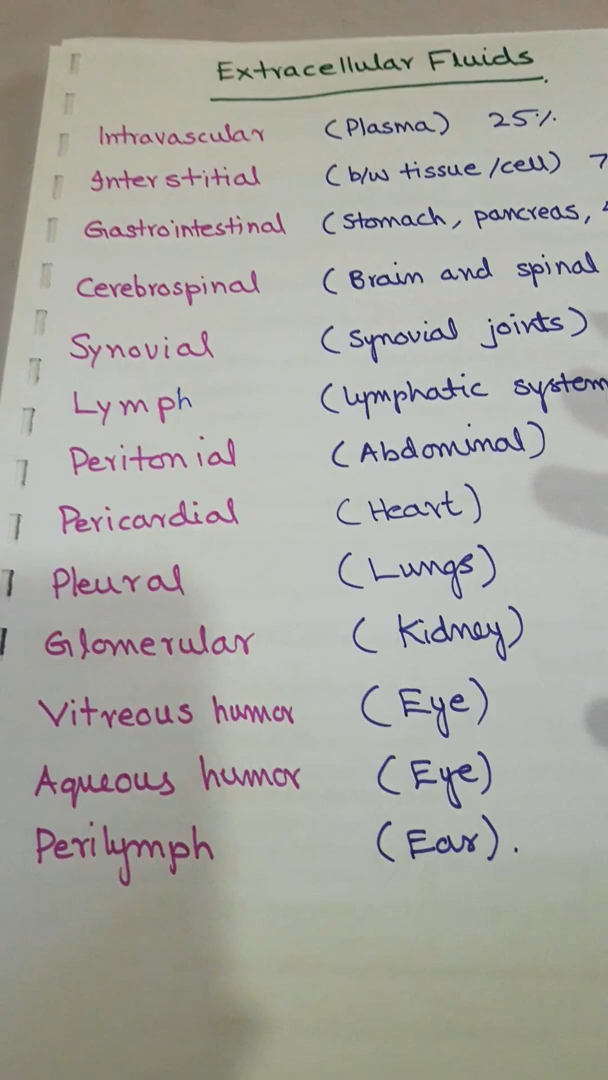 Extracellular Fluids
Intravascular (Plasma) 25%
Interstitial (b/w tissue/cell) 7
Gastrointestinal (Stomach, pancreas,
Cerebrospinal (Brain and spinal
Synovial (Synovial joints)
Lymph (Lymphatic system
Peritonial (Abdominal)
Pericardial (Heart)
Pleural (Lungs)
Glomerular (Kidney)
Vitreous humor (Eye)
Aqueous humor (Eye)
Perilymph (Ear).